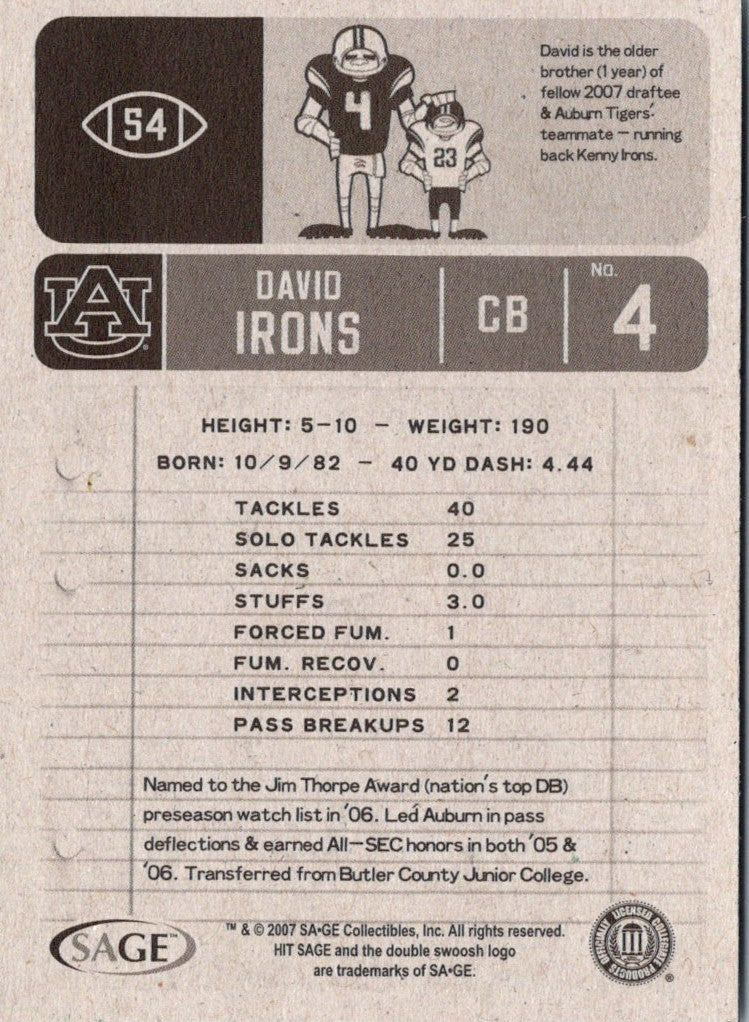 54
4
23
David is the older
brother (1 year) of
fellow 2007 draftee
& Auburn Tigers'
teammate — running
back Kenny Irons.
AU
DAVID
IRONS
CB
No.
4
HEIGHT: 5-10 - WEIGHT: 190
BORN: 10/9/82 - 40 YD DASH: 4.44
TACKLES 40
SOLO TACKLES 25
SACKS 0.0
STUFFS 3.0
FORCED FUM. 1
FUM. RECOV. 0
INTERCEPTIONS 2
PASS BREAKUPS 12
Named to the Jim Thorpe Award (nation's top DB)
preseason watch list in '06. Led Auburn in pass
deflections & earned All-SEC honors in both '05 &
'06. Transferred from Butler County Junior College.
SAGE™
™ & © 2007 SA•GE Collectibles, Inc. All rights reserved.
HIT SAGE and the double swoosh logo
are trademarks of SA•GE.
OFFICIALLY LICENSED COLLEGIATE PRODUCTS
®